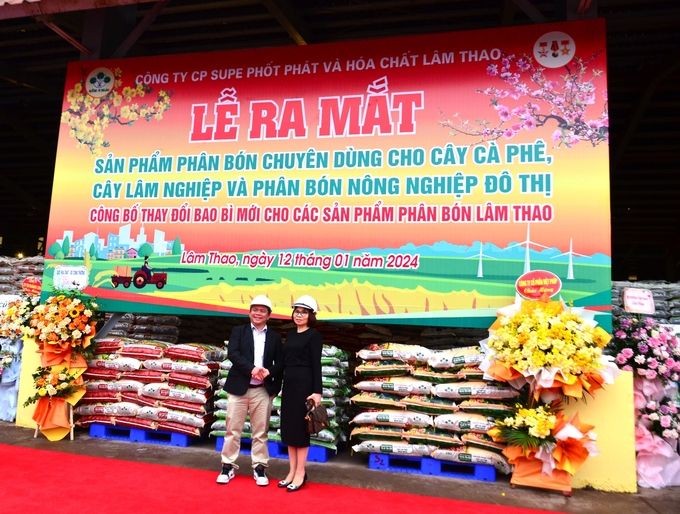 CÔNG TY CP SUPE PHỐT PHÁT VÀ HÓA CHẤT LÂM THAO
LỄ RA MẮT
SẢN PHẨM PHÂN BÓN CHUYÊN DÙNG CHO CÂY CÀ PHÊ,
CÂY LÂM NGHIỆP VÀ PHÂN BÓN NÔNG NGHIỆP ĐÔ THỊ
CÔNG BỐ THAY ĐỔI BAO BÌ MỚI CHO CÁC SẢN PHẨM PHÂN BÓN LÂM THAO
Lâm Thao, ngày 12 tháng 01 năm 2024